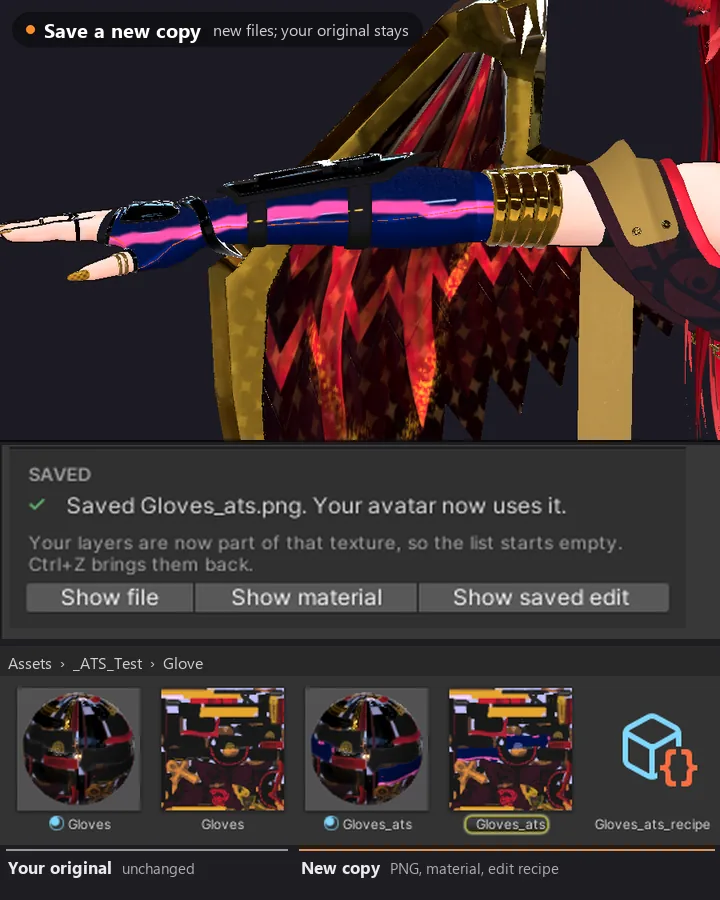 Save a new copy new files; your original stays
SAVED
Saved Gloves_ats.png. Your avatar now uses it.
Your layers are now part of that texture, so the list starts empty.
Ctrl+Z brings them back.
Show file Show material Show saved edit
Assets › _ATS_Test › Glove
Gloves Gloves Gloves_ats Gloves_ats Gloves_ats_recipe
Your original unchanged New copy PNG, material, edit recipe